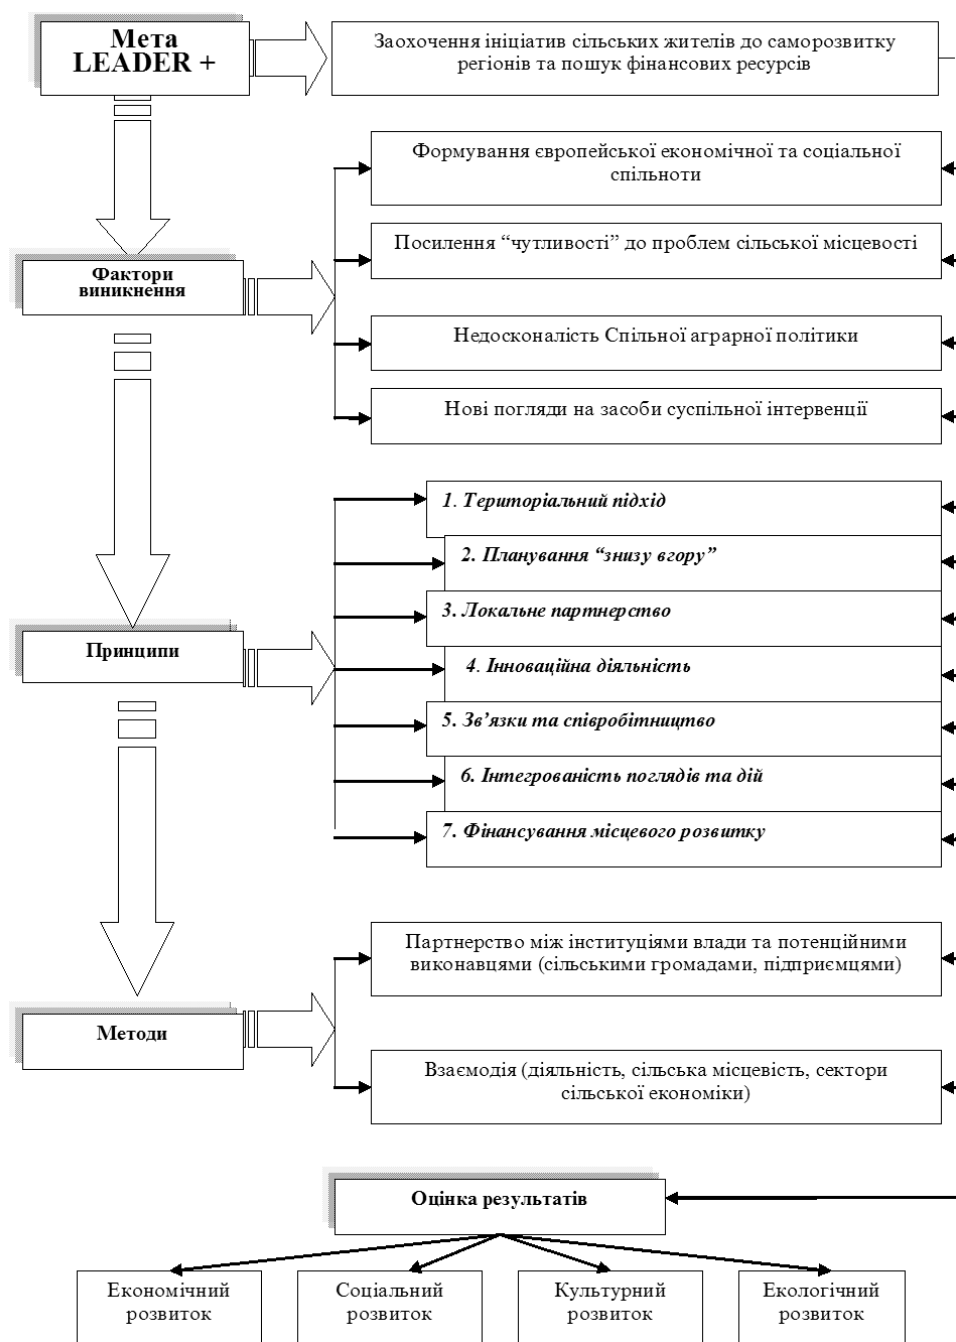 Мета
LEADER +
Заохочення ініціатив сільських жителів до саморозвитку
регіонів та пошук фінансових ресурсів
Формування європейської економічної та соціальної
спільноти
Посилення “чутливості” до проблем сільської місцевості
Фактори
виникнення
Недосконалість Спільної аграрної політики
Нові погляди на засоби суспільної інтервенції
1. Територіальний підхід
2. Планування “знизу вгору”
3. Локальне партнерство
Принципи
4. Інноваційна діяльність
5. Зв’язки та співробітництво
6. Інтегрованість поглядів та дій
7. Фінансування місцевого розвитку
Партнерство між інституціями влади та потенційними
виконавцями (сільськими громадами, підприємцями)
Методи
Взаємодія (діяльність, сільська місцевість, сектори
сільської економіки)
Оцінка результатів
Економічний
розвиток
Соціальний
розвиток
Культурний
розвиток
Екологічний
розвиток